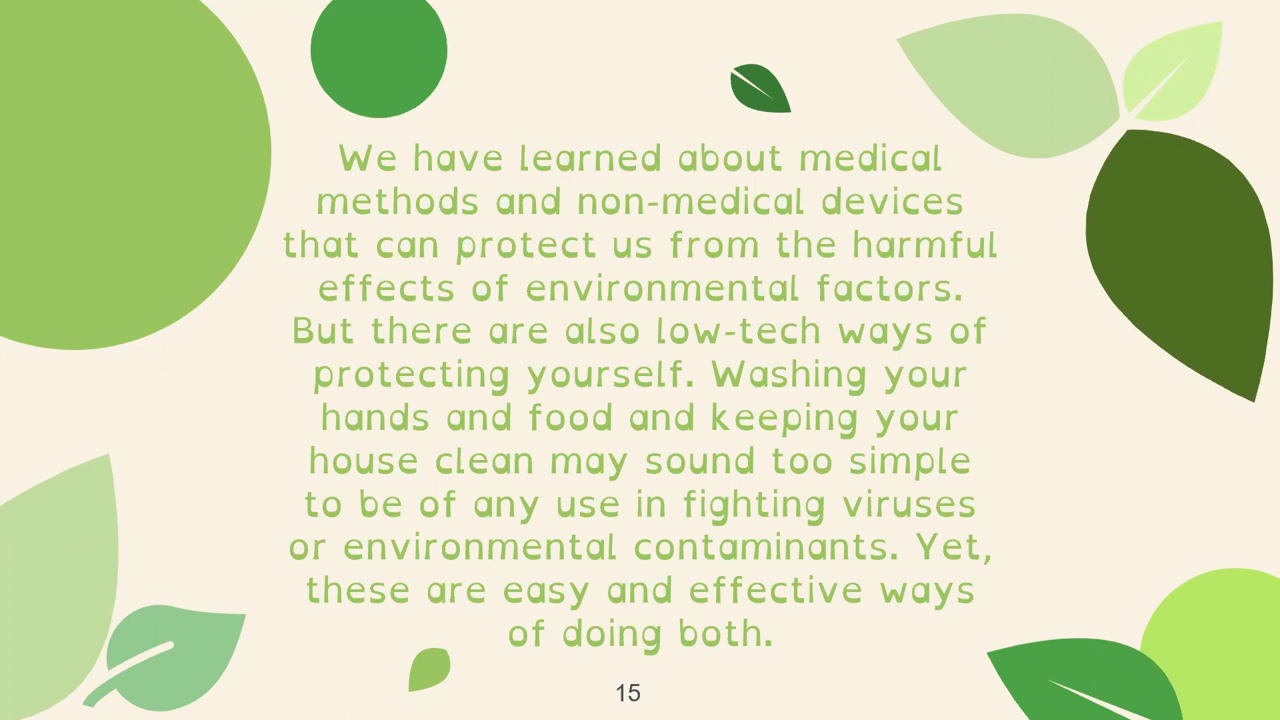 We have learned about medical
methods and non-medical devices
that can protect us from the harmful
effects of environmental factors.
But there are also low-tech ways of
protecting yourself. Washing your
hands and food and keeping your
house clean may sound too simple
to be of any use in fighting viruses
or environmental contaminants. Yet,
these are easy and effective ways
of doing both.
15